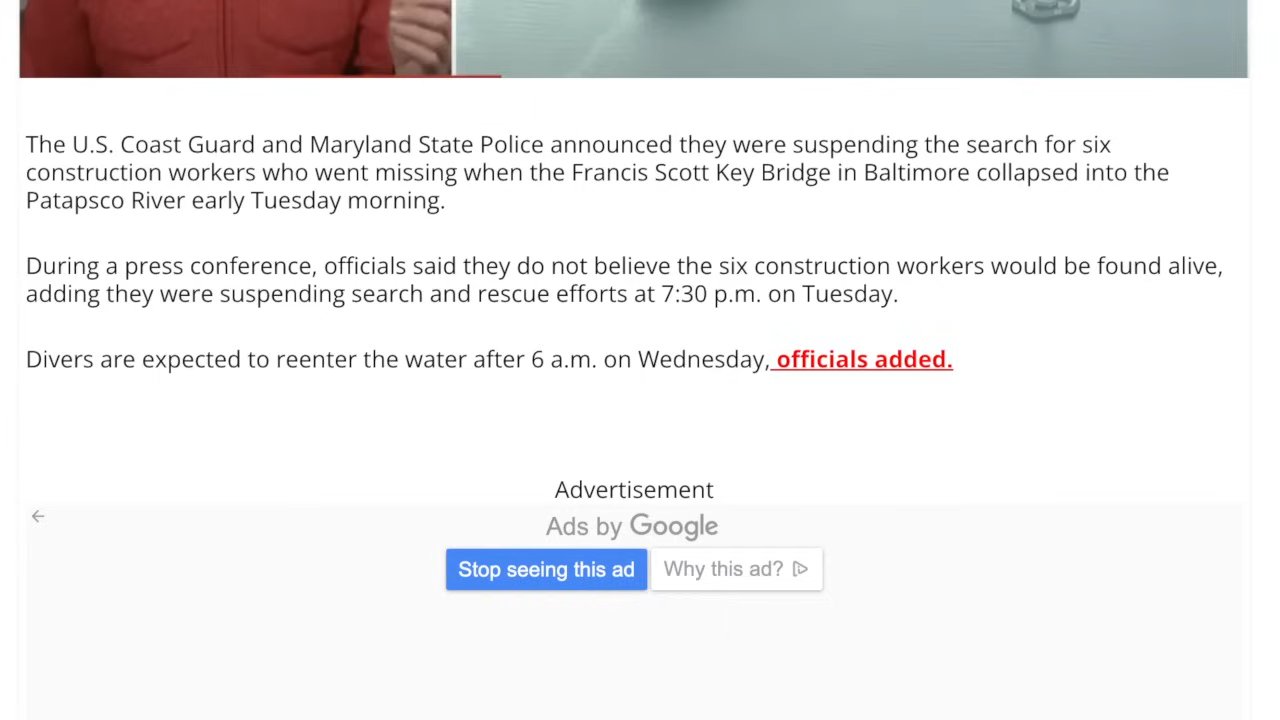 The U.S. Coast Guard and Maryland State Police announced they were suspending the search for six
construction workers who went missing when the Francis Scott Key Bridge in Baltimore collapsed into the
Patapsco River early Tuesday morning.
During a press conference, officials said they do not believe the six construction workers would be found alive,
adding they were suspending search and rescue efforts at 7:30 p.m. on Tuesday.
Divers are expected to reenter the water after 6 a.m. on Wednesday, officials added.
Advertisement
Ads by Google
Stop seeing this ad Why this ad?